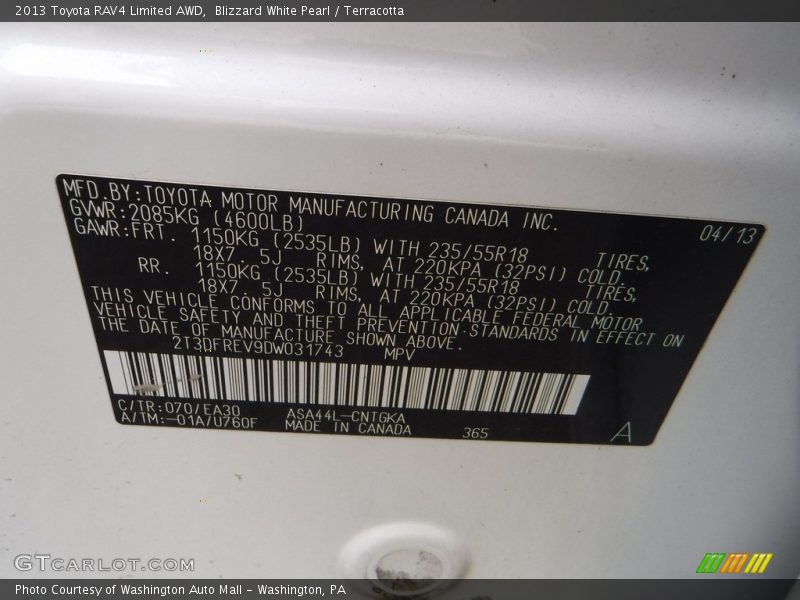 2013 Toyota RAV4 Limited AWD,  Blizzard White Pearl / Terracotta
MFD.BY:TOYOTA MOTOR MANUFACTURING CANADA INC.
GVWR:2085KG (4600LB) 04/13
GAWR:FRT. 1150KG (2535LB) WITH 235/55R18 TIRES,
18X7.5J RIMS, AT 220KPA (32PSI) COLD.
RR. 1150KG (2535LB) WITH 235/55R18 TIRES,
18X7.5J RIMS, AT 220KPA (32PSI) COLD.
THIS VEHICLE CONFORMS TO ALL APPLICABLE FEDERAL MOTOR
VEHICLE SAFETY AND THEFT PREVENTION STANDARDS IN EFFECT ON
THE DATE OF MANUFACTURE SHOWN ABOVE.
2T3DFREV9DW031743 MPV
C/TR:070/EA30 ASA44L-CNTGKA
A/TM:-01A/U760F MADE IN CANADA 365 A
GTcarlot.com
Photo Courtesy of Washington Auto Mall - Washington, PA